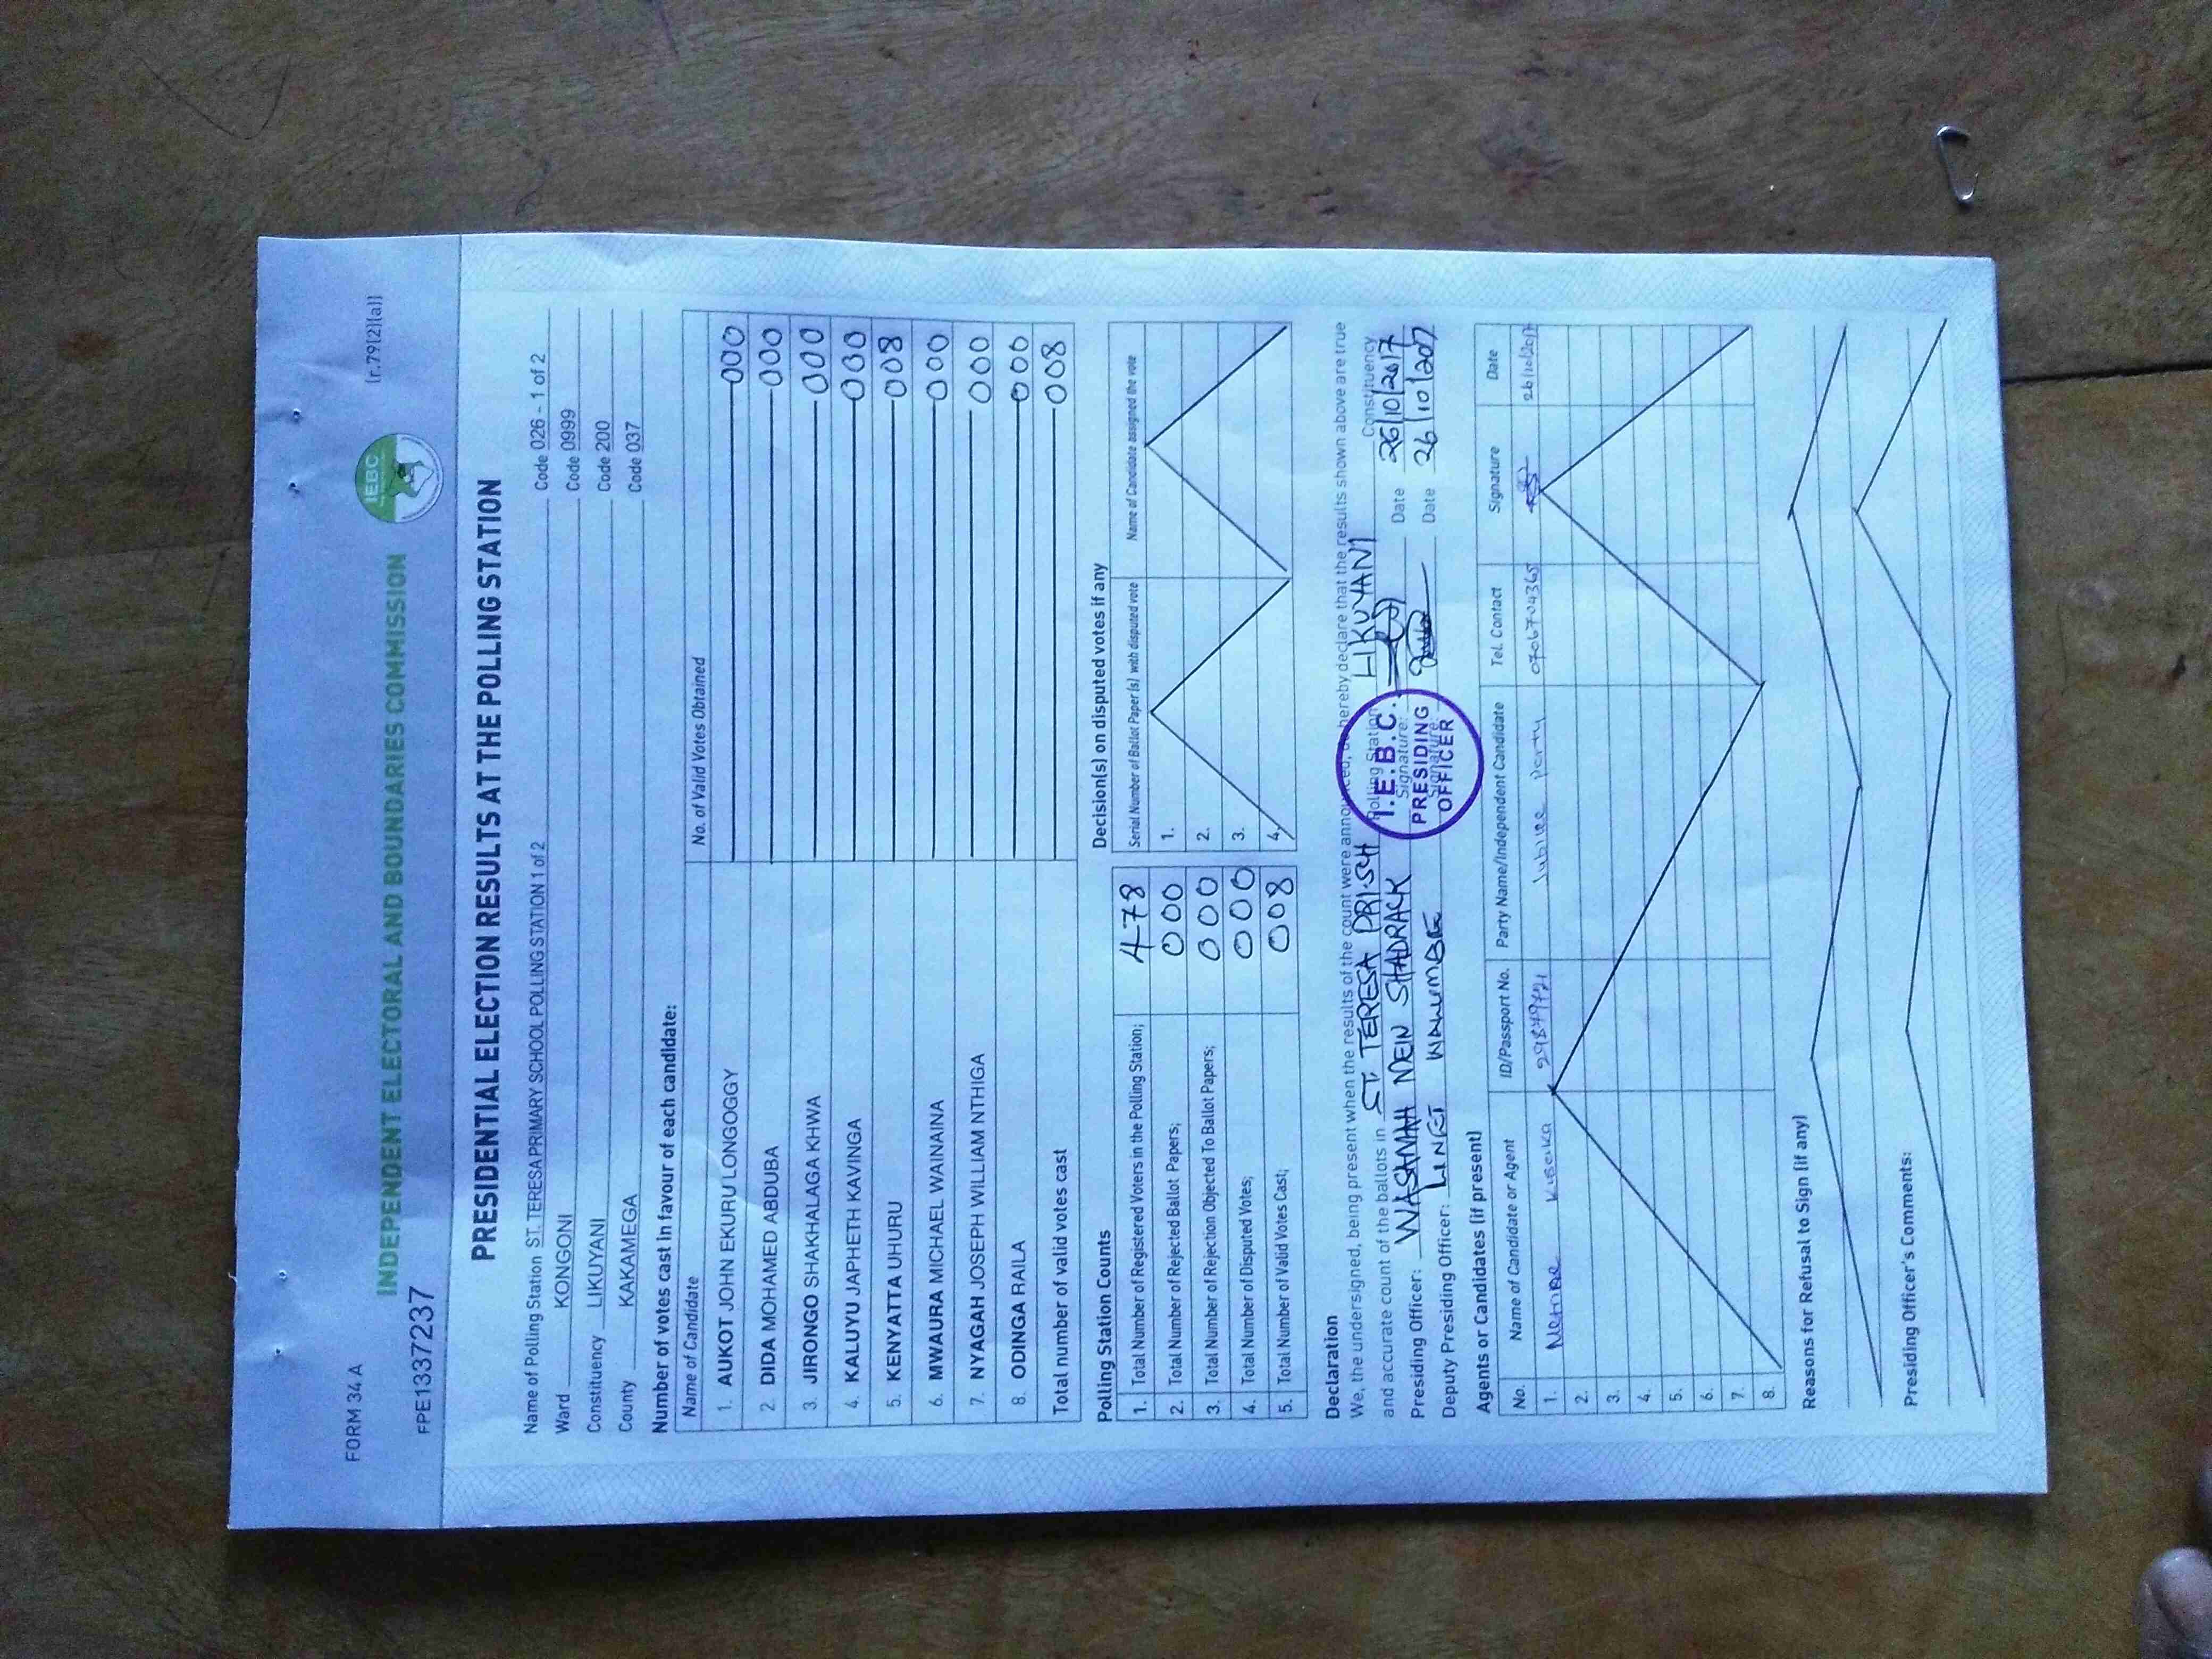 FORM 34 A
(r.79(2)(a))
FPE1337237
INDEPENDENT ELECTORAL AND BOUNDARIES COMMISSION
IEBC
PRESIDENTIAL ELECTION RESULTS AT THE POLLING STATION
Name of Polling Station ST. TERESA PRIMARY SCHOOL POLLING STATION 1 of 2 Code 026 - 1 of 2
Ward KONGONI Code 0999
Constituency LIKUYANI Code 200
County KAKAMEGA Code 037
Number of votes cast in favour of each candidate:
Name of Candidate No. of Valid Votes Obtained
1. AUKOT JOHN EKURU LONGOGGY 000
2. DIDA MOHAMED ABDUBA 000
3. JIRONGO SHAKHALAGA KHWA 000
4. KALUYU JAPHETH KAVINGA 000
5. KENYATTA UHURU 008
6. MWAURA MICHAEL WAINAINA 000
7. NYAGAH JOSEPH WILLIAM NTHIGA 000
8. ODINGA RAILA 000
Total number of valid votes cast 008
Polling Station Counts
1. Total Number of Registered Voters in the Polling Station; 478
2. Total Number of Rejected Ballot Papers; 000
3. Total Number of Rejection Objected To Ballot Papers; 000
4. Total Number of Disputed Votes; 000
5. Total Number of Valid Votes Cast; 008
Decision(s) on disputed votes if any
Serial Number of Ballot Paper(s) with disputed vote Name of Candidate assigned the vote
1.
2.
3.
4.
Declaration
We, the undersigned, being present when the results of the count were announced, do hereby declare that the results shown above are true
and accurate count of the ballots in ST. TERESA PRI SCH Polling Station LIKUYANI Constituency
Presiding Officer: WASAMAH NDEIN SHADRACK Signature: Date 26/10/2017
Deputy Presiding Officer: LINET WALUMBE Signature: Date 26/10/2017
I.E.B.C.
PRESIDING
OFFICER
Agents or Candidates (if present)
No. Name of Candidate or Agent ID/Passport No. Party Name/Independent Candidate Tel. Contact Signature Date
1. 29849721 Jubilee party 0706704365 26/10/2017
2.
3.
4.
5.
6.
7.
8.
Reasons for Refusal to Sign (if any)
Presiding Officer's Comments: